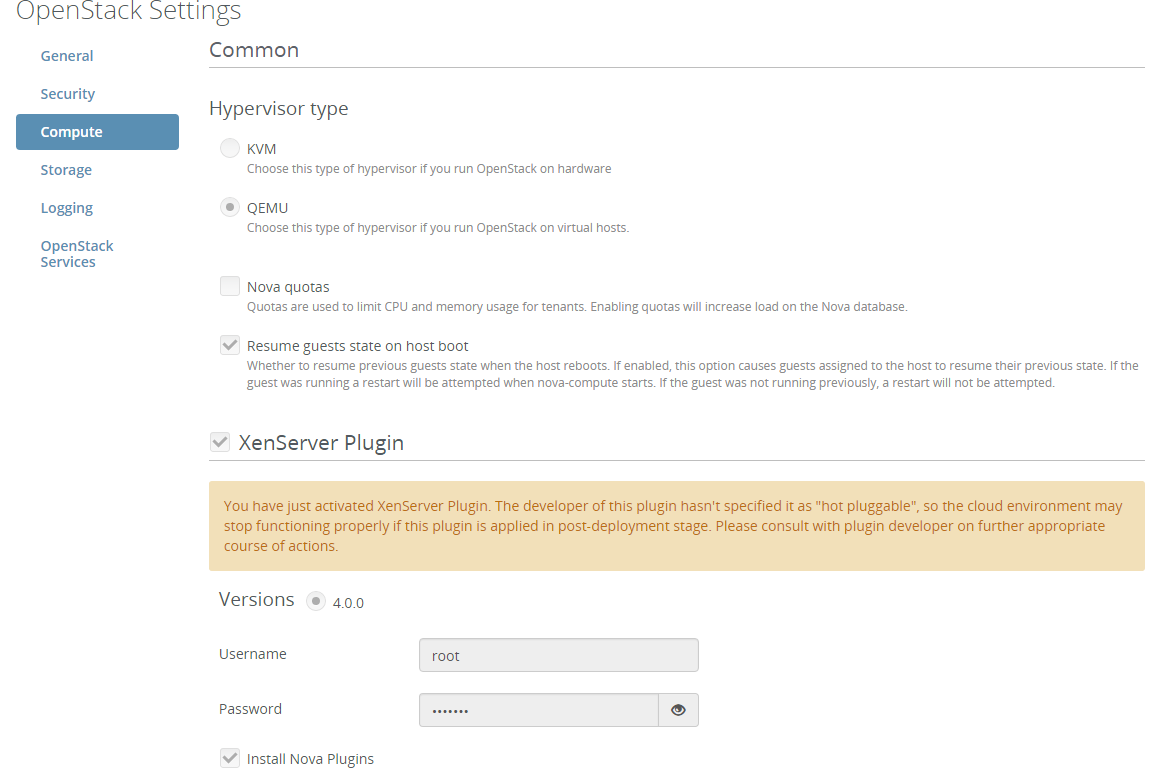 OpenStack Settings
General
Security
Compute
Storage
Logging
OpenStack
Services
Common
Hypervisor type
KVM
Choose this type of hypervisor if you run OpenStack on hardware
QEMU
Choose this type of hypervisor if you run OpenStack on virtual hosts.
Nova quotas
Quotas are used to limit CPU and memory usage for tenants. Enabling quotas will increase load on the Nova database.
Resume guests state on host boot
Whether to resume previous guests state when the host reboots. If enabled, this option causes guests assigned to the host to resume their previous state. If the
guest was running a restart will be attempted when nova-compute starts. If the guest was not running previously, a restart will not be attempted.
XenServer Plugin
You have just activated XenServer Plugin. The developer of this plugin hasn't specified it as "hot pluggable", so the cloud environment may
stop functioning properly if this plugin is applied in post-deployment stage. Please consult with plugin developer on further appropriate
course of actions.
Versions 4.0.0
Username root
Password •••••••
Install Nova Plugins